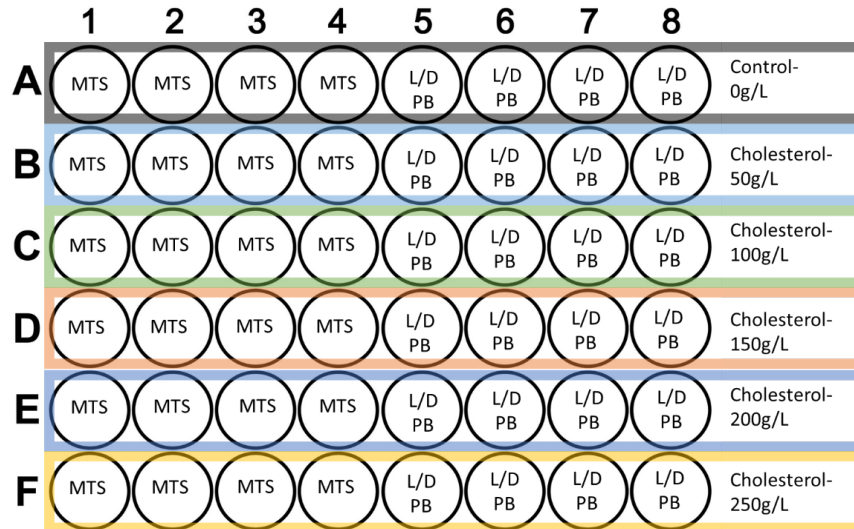 1 2 3 4 5 6 7 8
A MTS MTS MTS MTS L/D L/D L/D L/D Control-
PB PB PB PB 0g/L
B MTS MTS MTS MTS L/D L/D L/D L/D Cholesterol-
PB PB PB PB 50g/L
C MTS MTS MTS MTS L/D L/D L/D L/D Cholesterol-
PB PB PB PB 100g/L
D MTS MTS MTS MTS L/D L/D L/D L/D Cholesterol-
PB PB PB PB 150g/L
E MTS MTS MTS MTS L/D L/D L/D L/D Cholesterol-
PB PB PB PB 200g/L
F MTS MTS MTS MTS L/D L/D L/D L/D Cholesterol-
PB PB PB PB 250g/L